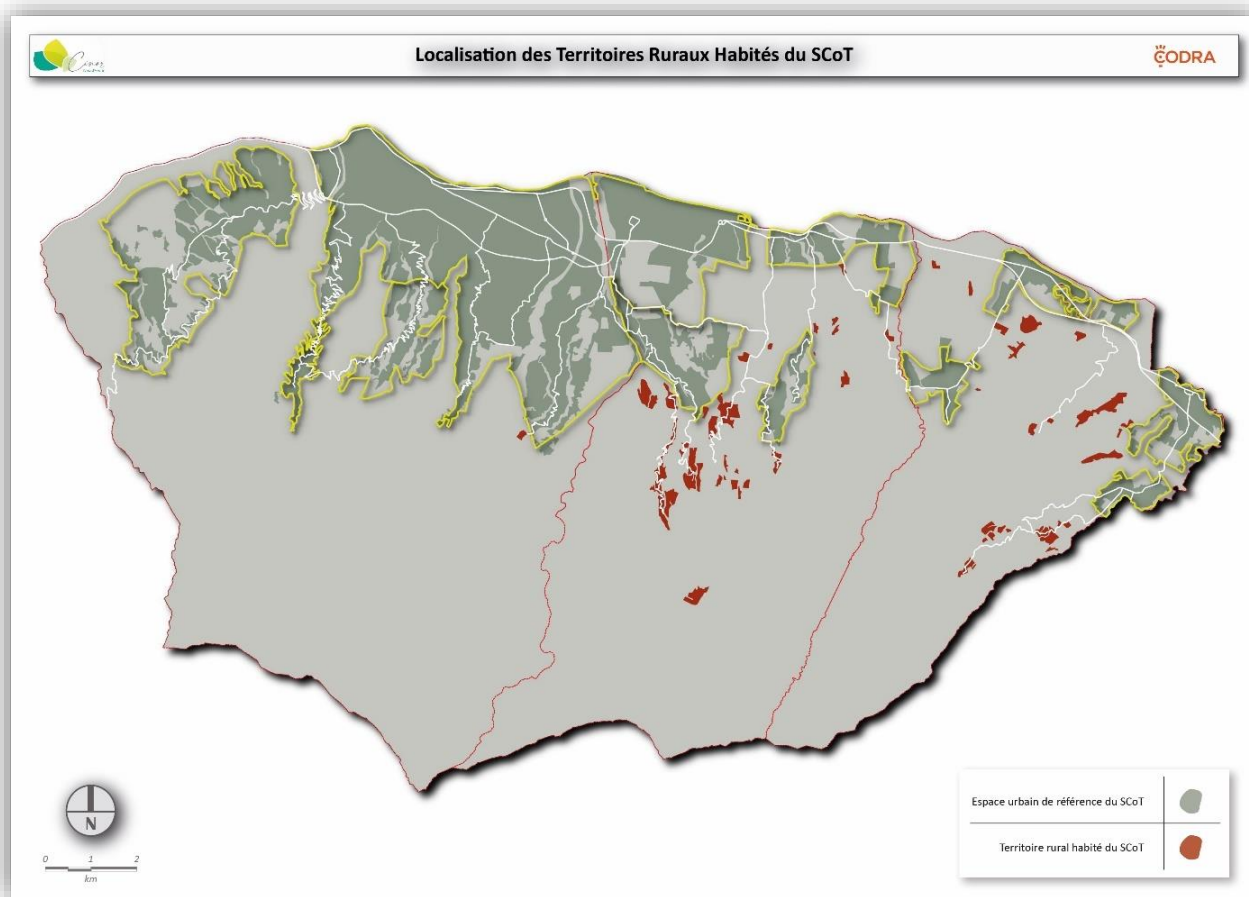 Cinor
Localisation des Territoires Ruraux Habités du SCoT
CODRA
Espace urbain de référence du SCoT
Territoire rural habité du SCoT
N
0 1 2
km